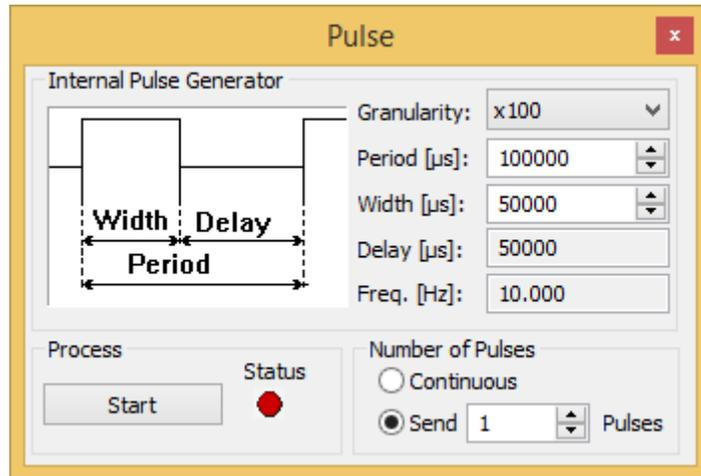 Pulse
x
Internal Pulse Generator
Width
Delay
Period
Granularity: x100
Period [µs]: 100000
Width [µs]: 50000
Delay [µs]: 50000
Freq. [Hz]: 10.000
Process
Start
Status
Number of Pulses
Continuous
Send 1 Pulses